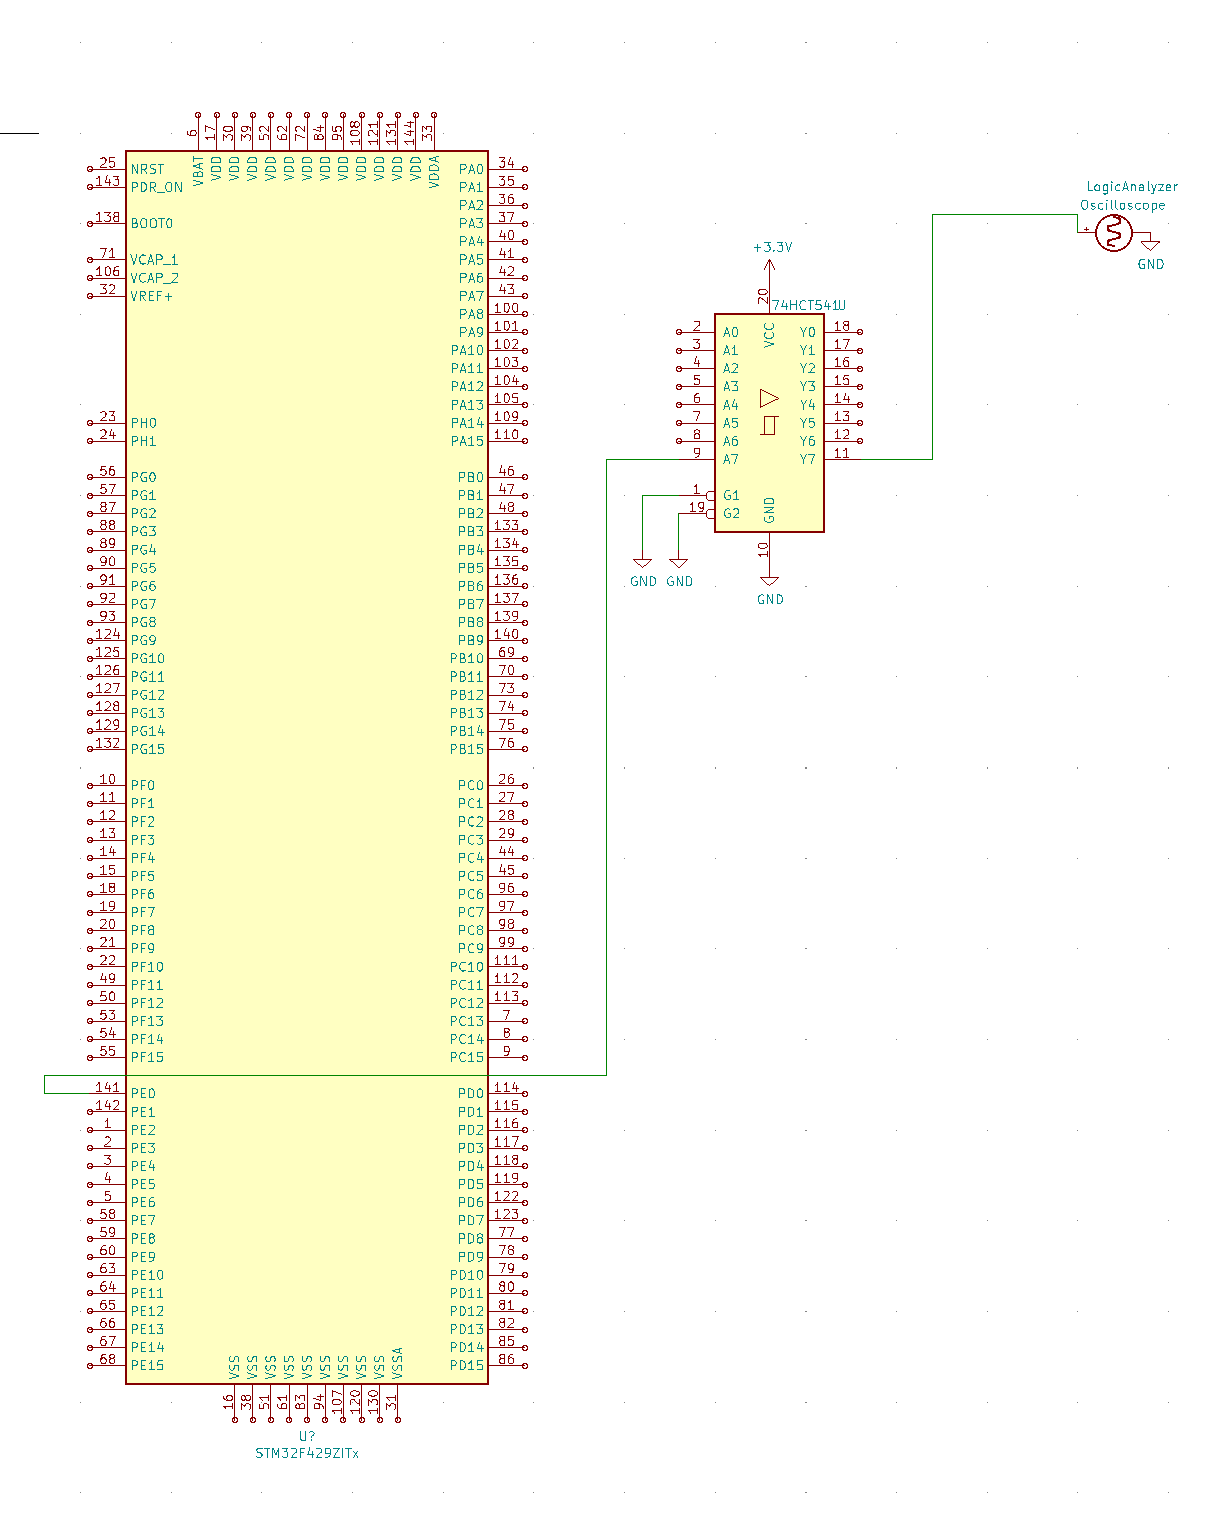 6 17 30 39 52 62 72 84 95 108 121 131 144 33
VBAT VDD VDD VDD VDD VDD VDD VDD VDD VDD VDD VDD VDD VDDA
25 NRST PA0 34
143 PDR_ON PA1 35
PA2 36
138 BOOT0 PA3 37
PA4 40
71 VCAP_1 PA5 41
106 VCAP_2 PA6 42
32 VREF+ PA7 43
PA8 100
PA9 101
PA10 102
PA11 103
PA12 104
PA13 105
23 PH0 PA14 109
24 PH1 PA15 110
56 PG0 PB0 46
57 PG1 PB1 47
87 PG2 PB2 48
88 PG3 PB3 133
89 PG4 PB4 134
90 PG5 PB5 135
91 PG6 PB6 136
92 PG7 PB7 137
93 PG8 PB8 139
124 PG9 PB9 140
125 PG10 PB10 69
126 PG11 PB11 70
127 PG12 PB12 73
128 PG13 PB13 74
129 PG14 PB14 75
132 PG15 PB15 76
10 PF0 PC0 26
11 PF1 PC1 27
12 PF2 PC2 28
13 PF3 PC3 29
14 PF4 PC4 44
15 PF5 PC5 45
18 PF6 PC6 96
19 PF7 PC7 97
20 PF8 PC8 98
21 PF9 PC9 99
22 PF10 PC10 111
49 PF11 PC11 112
50 PF12 PC12 113
53 PF13 PC13 7
54 PF14 PC14 8
55 PF15 PC15 9
141 PE0 PD0 114
142 PE1 PD1 115
1 PE2 PD2 116
2 PE3 PD3 117
3 PE4 PD4 118
4 PE5 PD5 119
5 PE6 PD6 122
58 PE7 PD7 123
59 PE8 PD8 77
60 PE9 PD9 78
63 PE10 PD10 79
64 PE11 PD11 80
65 PE12 PD12 81
66 PE13 PD13 82
67 PE14 PD14 85
68 PE15 PD15 86
VSS VSS VSS VSS VSS VSS VSS VSS VSS VSSA
16 38 51 61 83 94 107 120 130 31
U?
STM32F429ZITx
+3.3V
20
74HCT541U
VCC
2 A0 Y0 18
3 A1 Y1 17
4 A2 Y2 16
5 A3 Y3 15
6 A4 Y4 14
7 A5 Y5 13
8 A6 Y6 12
9 A7 Y7 11
1 G1
19 G2
GND
10
GND GND
GND
LogicAnalyzer
Oscilloscope
+
GND